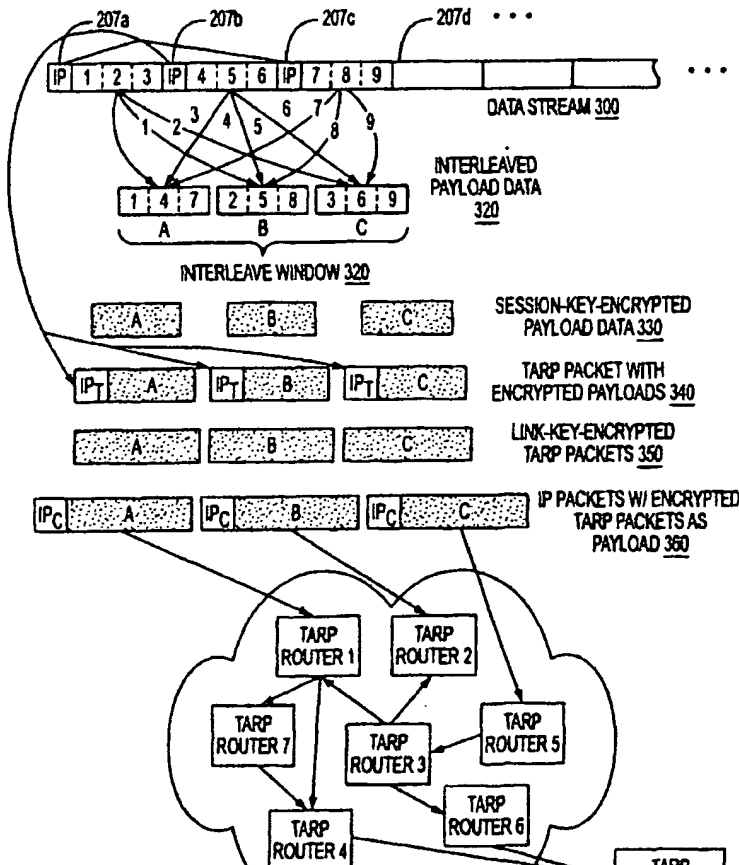 207a 207b 207c 207d • • •
IP 1 2 3 IP 4 5 6 IP 7 8 9 • • •
DATA STREAM 300
1 2 3 4 5 6 7 8 9
INTERLEAVED
PAYLOAD DATA
320
1 4 7 2 5 8 3 6 9
A B C
INTERLEAVE WINDOW 320
A B C
SESSION-KEY-ENCRYPTED
PAYLOAD DATA 330
IPT A IPT B IPT C
TARP PACKET WITH
ENCRYPTED PAYLOADS 340
A B C
LINK-KEY-ENCRYPTED
TARP PACKETS 350
IPC A IPC B IPC C
IP PACKETS W/ ENCRYPTED
TARP PACKETS AS
PAYLOAD 360
TARP
ROUTER 1
TARP
ROUTER 2
TARP
ROUTER 7
TARP
ROUTER 3
TARP
ROUTER 5
TARP
ROUTER 6
TARP
ROUTER 4
TARP